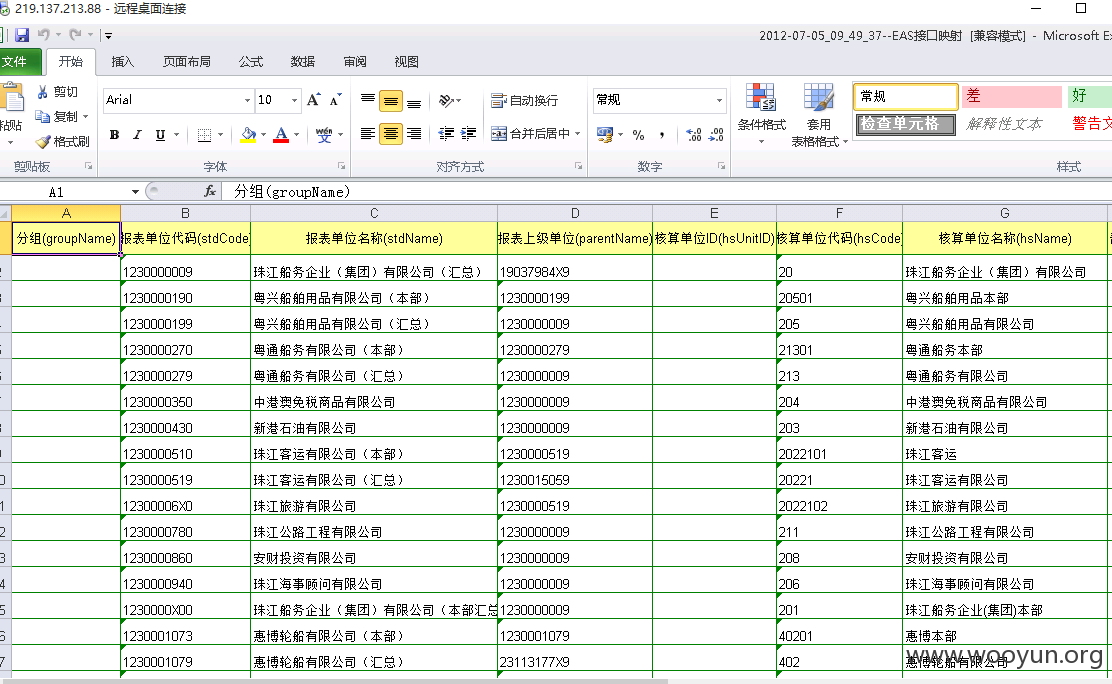 219.137.213.88 - 远程桌面连接
2012-07-05_09_49_37--EAS接口映射 [兼容模式] - Microsoft Ex
文件 开始 插入 页面布局 公式 数据 审阅 视图
粘贴 剪切 复制 格式刷 剪贴板
Arial 10 A A B I U A wén 字体
自动换行 合并后居中 对齐方式
常规 % , .00 数字
条件格式 套用 表格格式
常规 差 好
检查单元格 解释性文本 警告文
样式
A1 fx 分组(groupName)
A B C D E F G
分组(groupName) 报表单位代码(stdCode) 报表单位名称(stdName) 报表上级单位(parentName) 核算单位ID(hsUnitID) 核算单位代码(hsCode) 核算单位名称(hsName)
1230000009 珠江船务企业（集团）有限公司（汇总） 19037984X9 20 珠江船务企业（集团）有限公司
1230000190 粤兴船舶用品有限公司（本部） 1230000199 20501 粤兴船舶用品本部
1230000199 粤兴船舶用品有限公司（汇总） 1230000009 205 粤兴船舶用品有限公司
1230000270 粤通船务有限公司（本部） 1230000279 21301 粤通船务本部
1230000279 粤通船务有限公司（汇总） 1230000009 213 粤通船务有限公司
1230000350 中港澳免税商品有限公司 1230000009 204 中港澳免税商品有限公司
1230000430 新港石油有限公司 1230000009 203 新港石油有限公司
1230000510 珠江客运有限公司（本部） 1230000519 2022101 珠江客运
1230000519 珠江客运有限公司（汇总） 1230015059 20221 珠江客运有限公司
12300006X0 珠江旅游有限公司 1230000519 2022102 珠江旅游有限公司
1230000780 珠江公路工程有限公司 1230000009 211 珠江公路工程有限公司
1230000860 安财投资有限公司 1230000009 208 安财投资有限公司
1230000940 珠江海事顾问有限公司 1230000009 206 珠江海事顾问有限公司
1230000X00 珠江船务企业（集团）有限公司（本部汇总 1230000009 201 珠江船务企业(集团)本部
1230001073 惠博轮船有限公司（本部） 1230001079 40201 惠博本部
1230001079 惠博轮船有限公司（汇总） 23113177X9 402 惠博轮船有限公司
www.wooyun.org